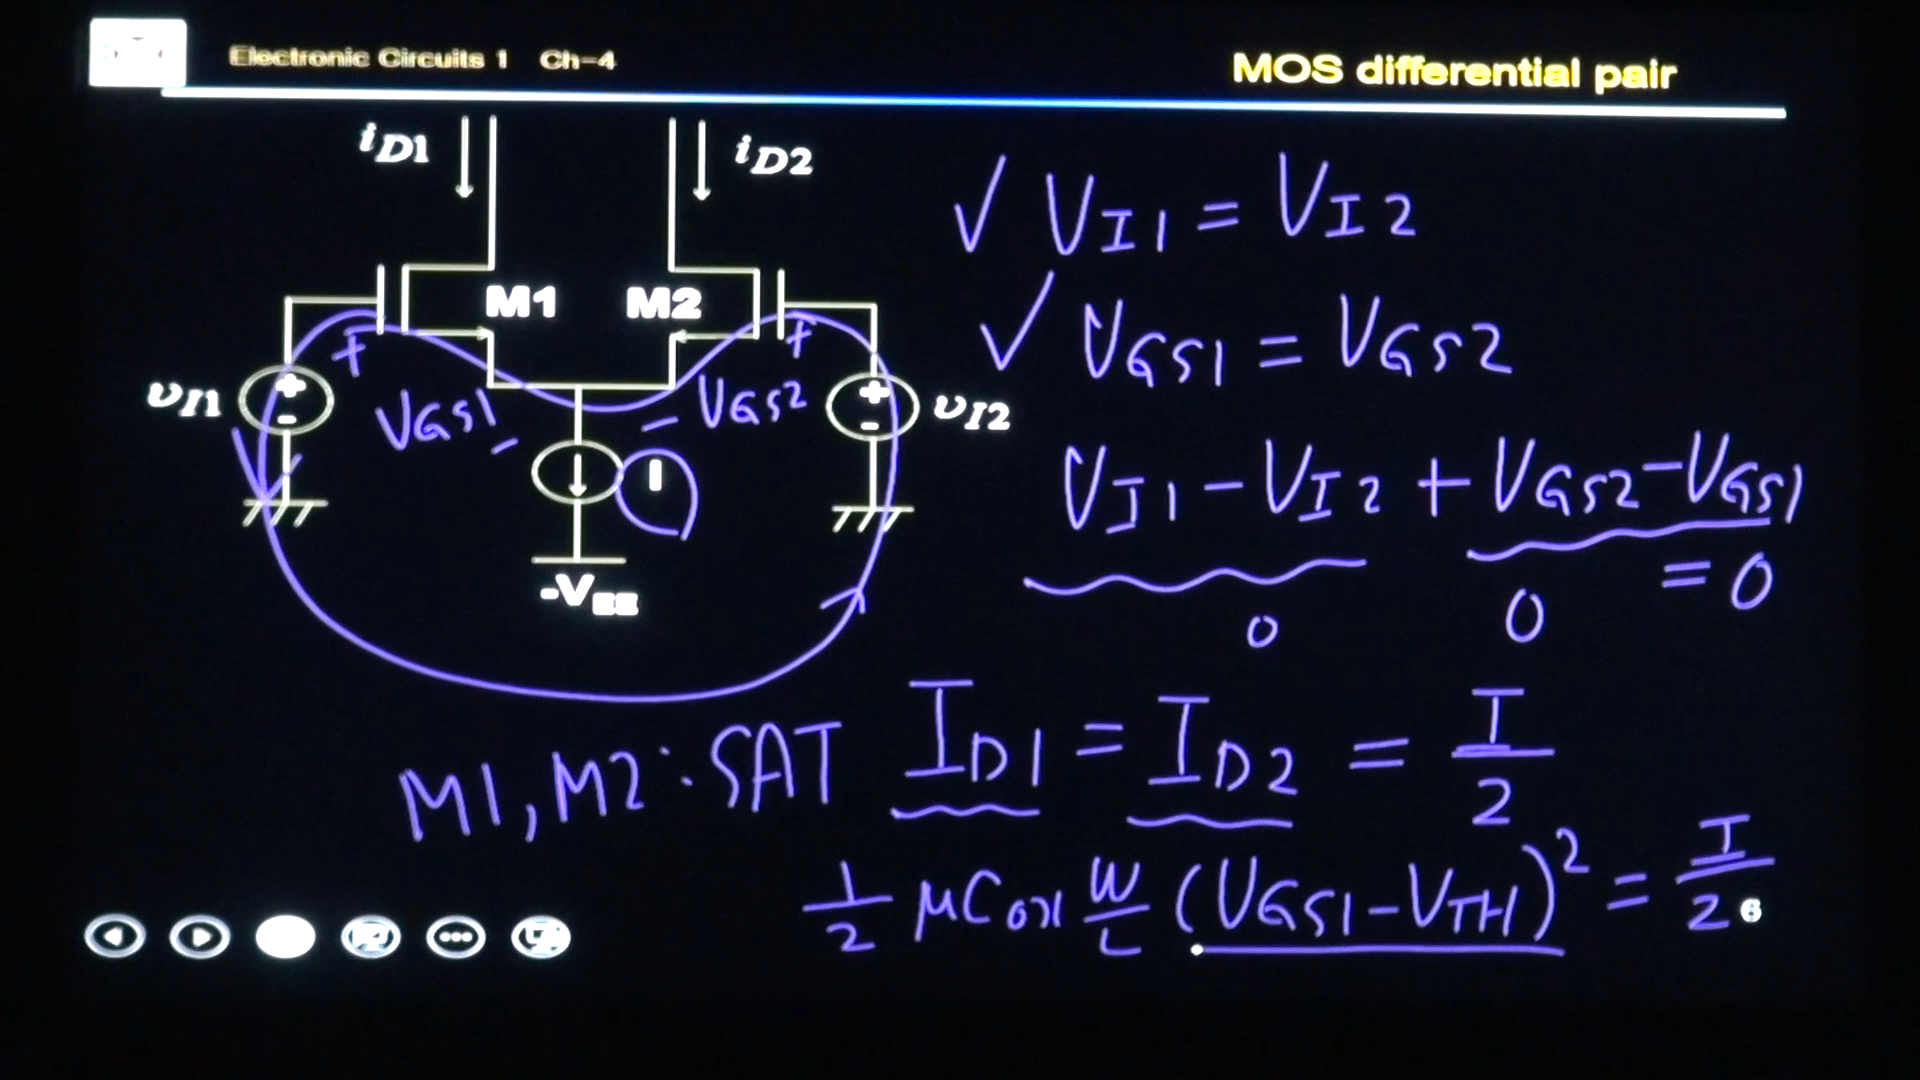 Electronic Circuits 1 Ch-4
MOS differential pair
iD1
iD2
M1 M2
υI1
υI2
+
-
+
-
+ VGS1 -
- VGS2 +
I
-VEE
✓ VI1 = VI2
✓ VGS1 = VGS2
VI1 - VI2 + VGS2 - VGS1
= 0
0
0
M1, M2 : SAT ID1 = ID2 = I/2
1/2 μCox W/L (VGS1 - VTH)² = I/2
6